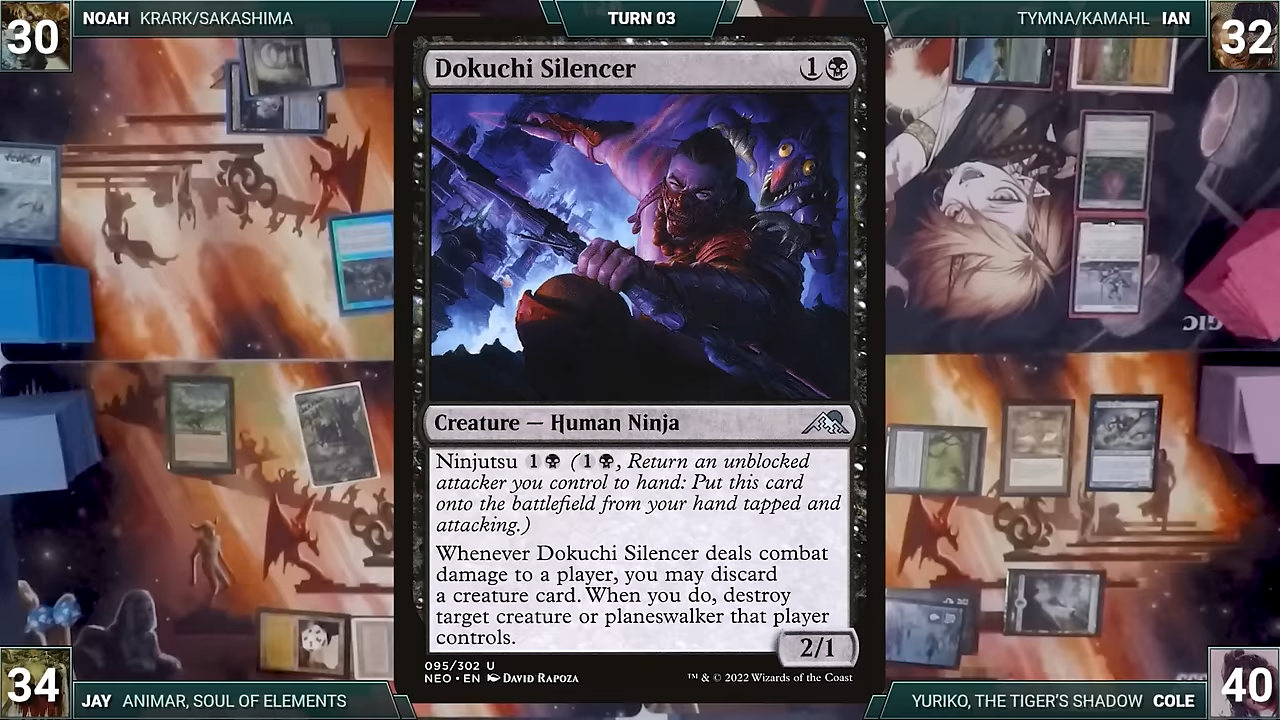 30
NOAH KRARK/SAKASHIMA
TURN 03
TYMNA/KAMAHL IAN
32
Dokuchi Silencer 1
Creature — Human Ninja
Ninjutsu 1 (1, Return an unblocked
attacker you control to hand: Put this card
onto the battlefield from your hand tapped and
attacking.)
Whenever Dokuchi Silencer deals combat
damage to a player, you may discard
a creature card. When you do, destroy
target creature or planeswalker that player
controls.
2/1
095/302 U
NEO • EN DAVID RAPOZA
™ & © 2022 Wizards of the Coast
34
JAY ANIMAR, SOUL OF ELEMENTS
YURIKO, THE TIGER'S SHADOW COLE
40